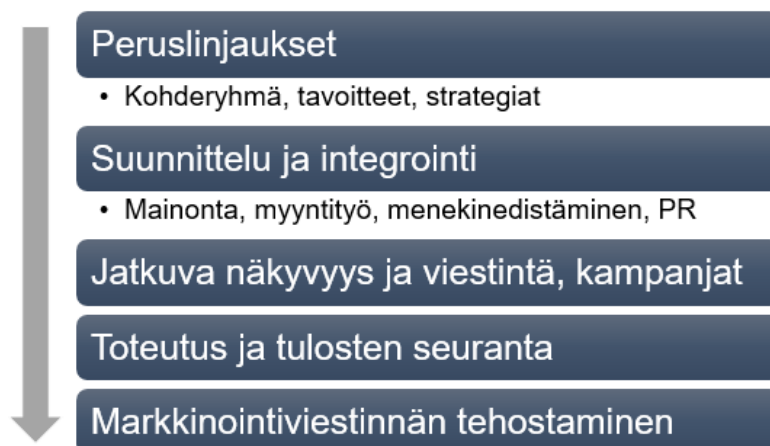 Peruslinjaukset
• Kohderyhmä, tavoitteet, strategiat
Suunnittelu ja integrointi
• Mainonta, myyntityö, menekinedistäminen, PR
Jatkuva näkyvyys ja viestintä, kampanjat
Toteutus ja tulosten seuranta
Markkinointiviestinnän tehostaminen